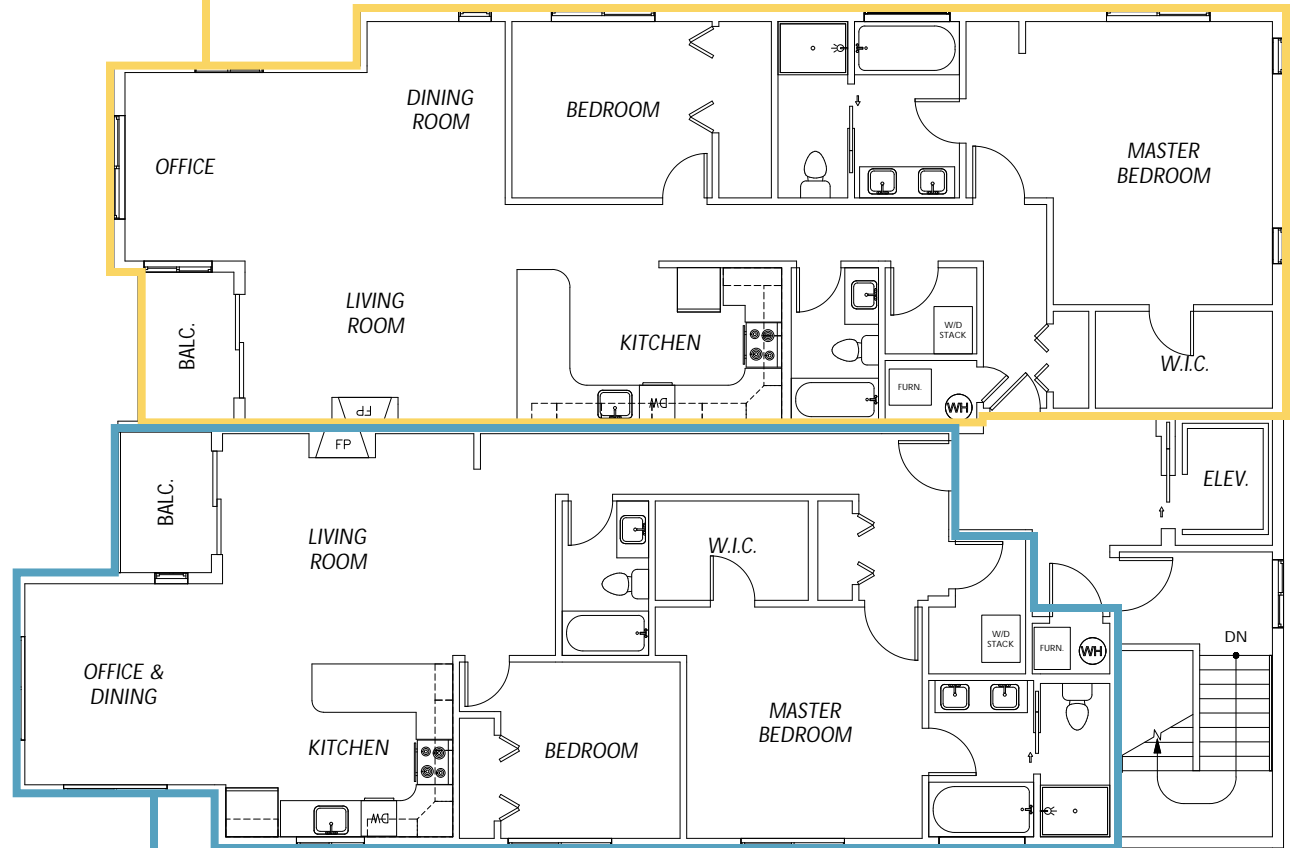 DINING
ROOM
BEDROOM
OFFICE
MASTER
BEDROOM
LIVING
ROOM
BALC.
KITCHEN
W/D
STACK
W.I.C.
FURN.
WH
DW
FP
FP
BALC.
LIVING
ROOM
W.I.C.
ELEV.
W/D
STACK
FURN.
WH
DN
OFFICE &
DINING
MASTER
BEDROOM
KITCHEN
BEDROOM
DW